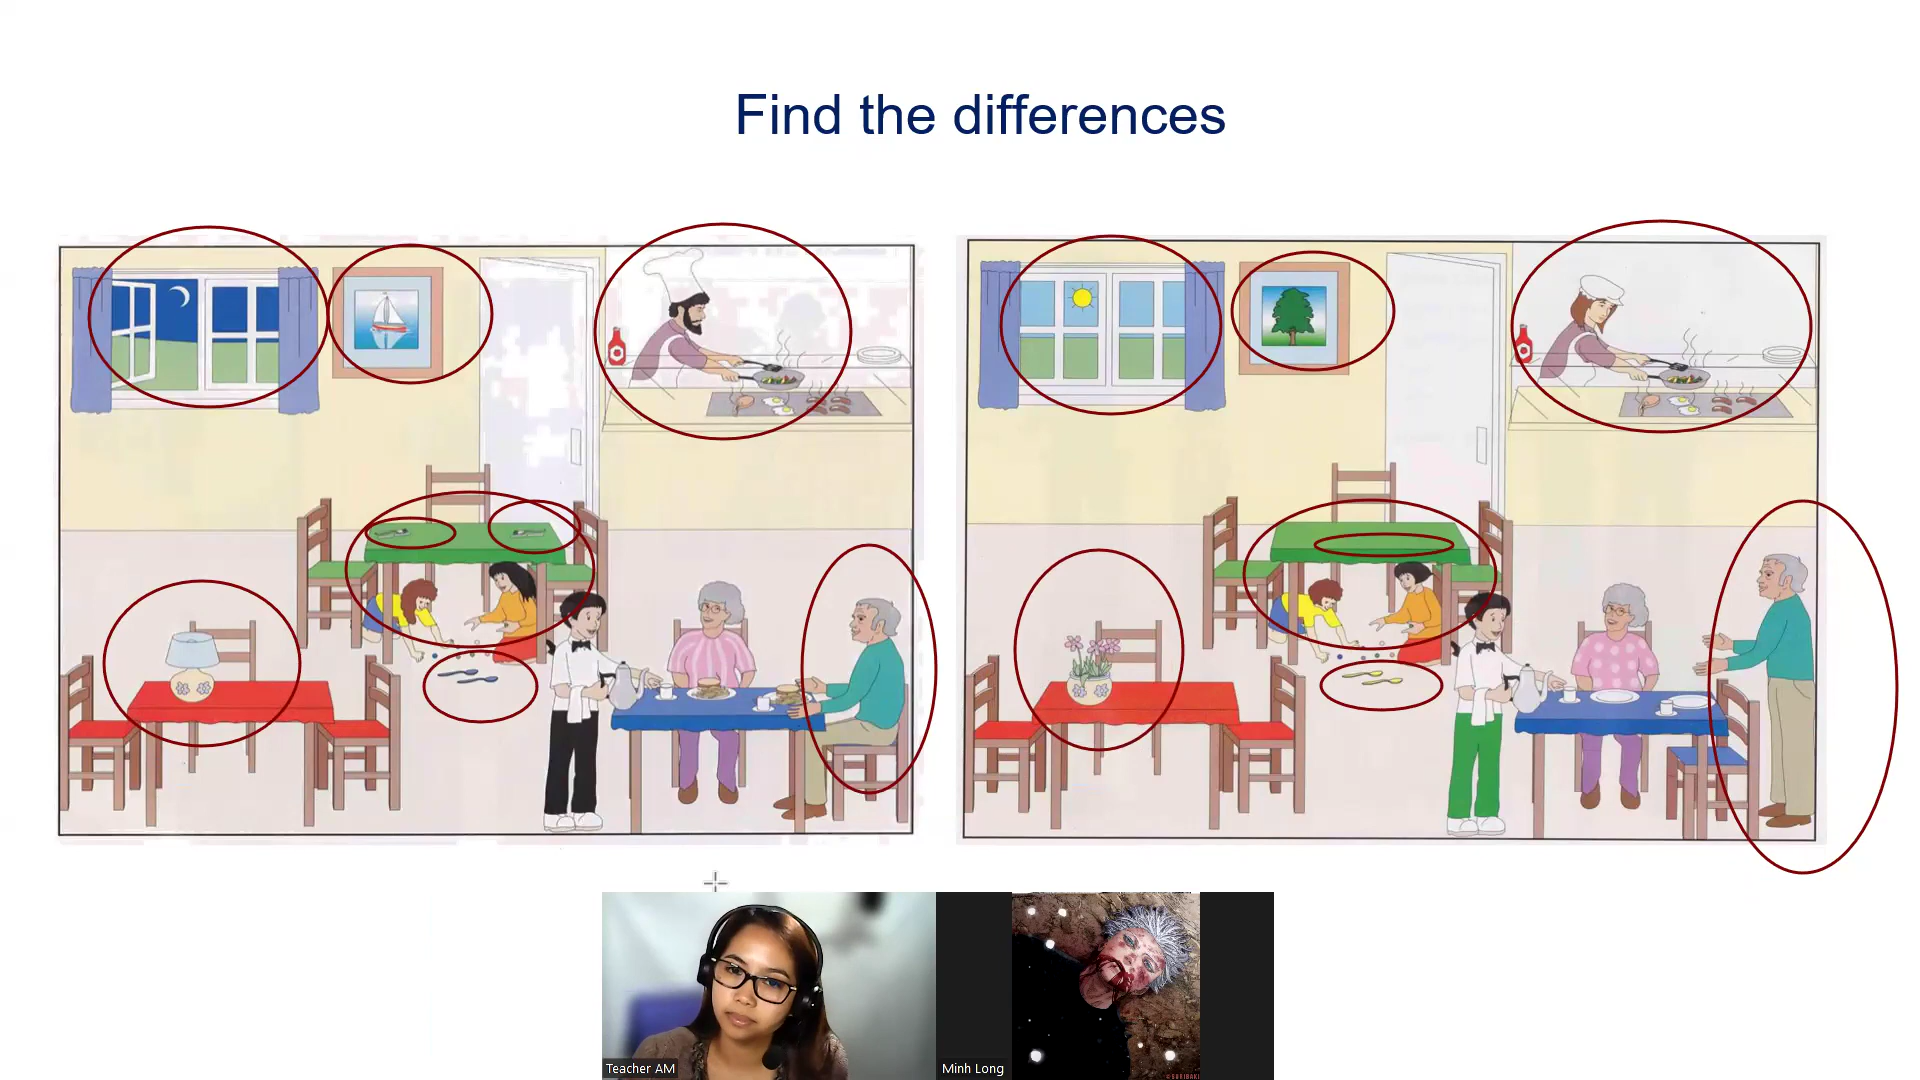 Find the differences
Teacher AM
Minh Long